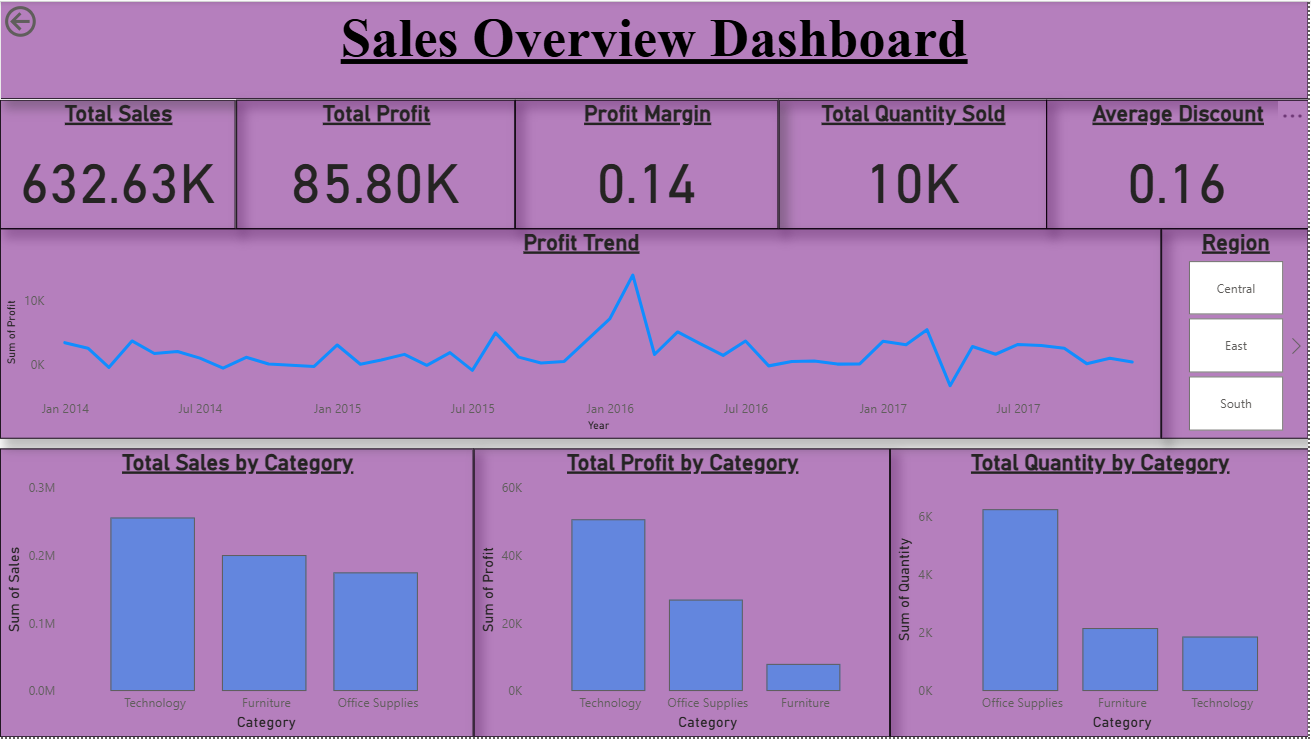 Sales Overview Dashboard
Total Sales
632.63K
Total Profit
85.80K
Profit Margin
0.14
Total Quantity Sold
10K
Average Discount
0.16
Profit Trend
Sum of Profit
10K
0K
Jan 2014 Jul 2014 Jan 2015 Jul 2015 Jan 2016 Jul 2016 Jan 2017 Jul 2017
Year
Region
Central
East
South
Total Sales by Category
Sum of Sales
0.3M
0.2M
0.1M
0.0M
Technology Furniture Office Supplies
Category
Total Profit by Category
Sum of Profit
60K
40K
20K
0K
Technology Office Supplies Furniture
Category
Total Quantity by Category
Sum of Quantity
6K
4K
2K
0K
Office Supplies Furniture Technology
Category